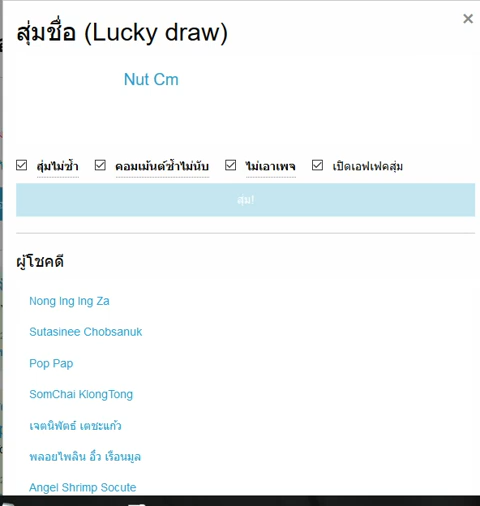 สุ่มชื่อ (Lucky draw)
Nut Cm
สุ่มไม่ซ้ำ คอมเม้นต์ซ้ำไม่นับ ไม่เอาเพจ เปิดเอฟเฟคสุ่ม
สุ่ม!
ผู้โชคดี
Nong Ing Ing Za
Sutasinee Chobsanuk
Pop Pap
SomChai KlongTong
เจตนิพัตธ์ เตชะแก้ว
พลอยไพลิน อิ๋ว เรือนมูล
Angel Shrimp Socute